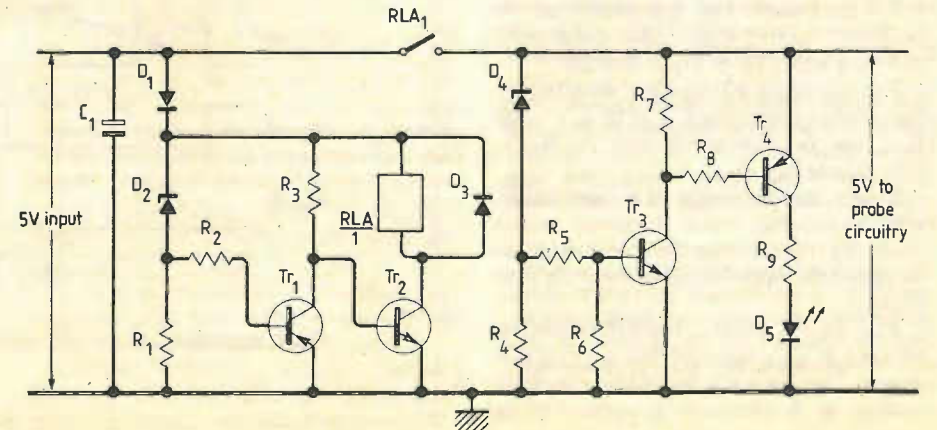 RLA1
D1
C1
D4
R7
Tr4
R8
D2
R3
RLA
1
D3
5V input
R2
Tr1
Tr2
R5
Tr3
5V to
probe
circuitry
R9
R1
R4
R6
D5